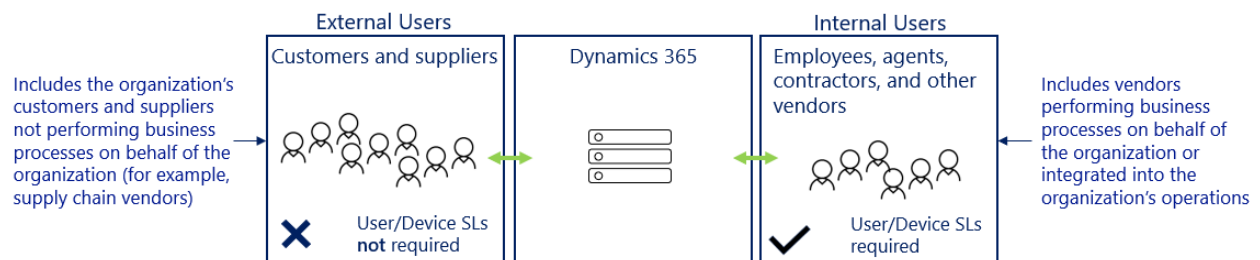 External Users
Internal Users
Includes the organization's
customers and suppliers
not performing business
processes on behalf of the
organization (for example,
supply chain vendors)
Customers and suppliers
User/Device SLs
not required
Dynamics 365
Employees, agents,
contractors, and other
vendors
User/Device SLs
required
Includes vendors
performing business
processes on behalf of
the organization or
integrated into the
organization's operations